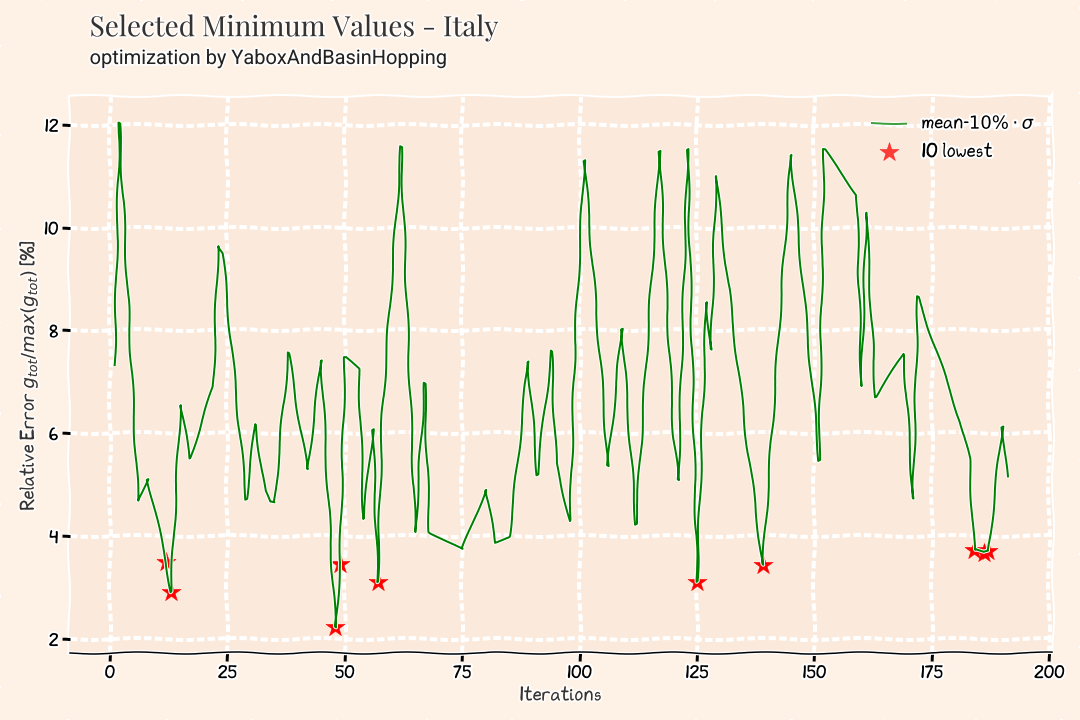 Selected Minimum Values - Italy
optimization by YaboxAndBasinHopping
mean-10% · σ
10 lowest
Relative Error g_tot/max(g_tot) [%]
12
10
8
6
4
2
0 25 50 75 100 125 150 175 200
Iterations